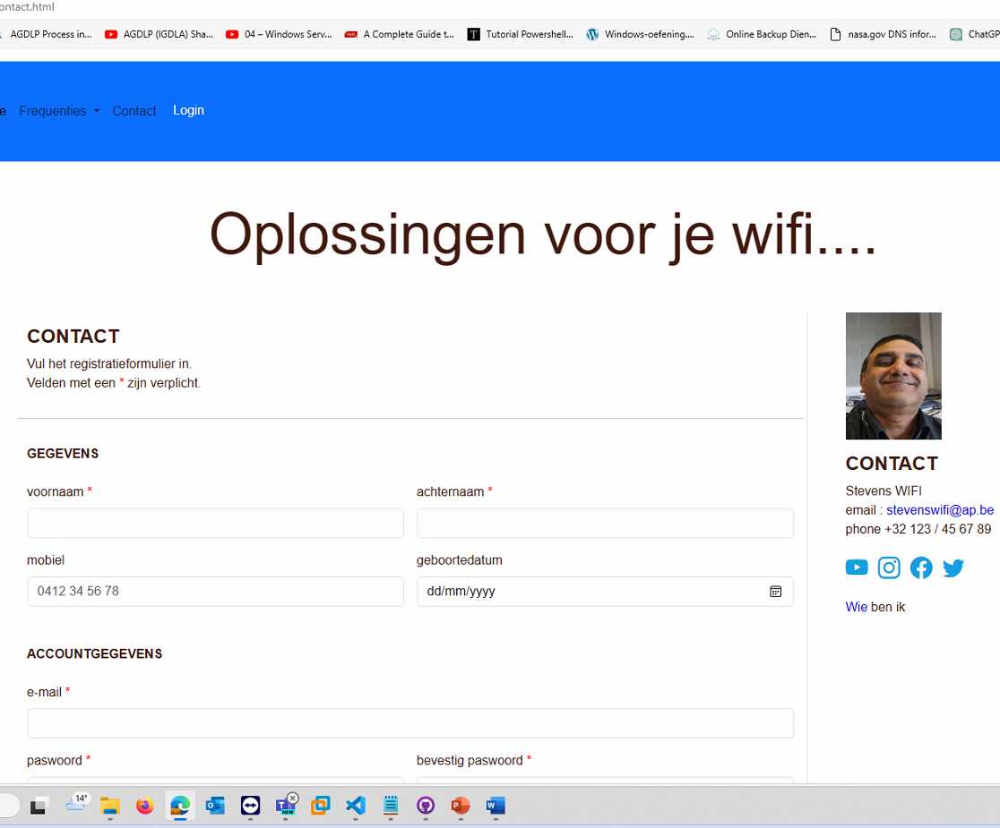 ontact.html
AGDLP Process in...
AGDLP (IGDLA) Sha...
04 – Windows Serv...
A Complete Guide t...
Tutorial Powershell...
Windows-oefening....
Online Backup Dien...
nasa.gov DNS infor...
ChatGP
e Frequenties Contact Login
Oplossingen voor je wifi....
CONTACT
Vul het registratieformulier in.
Velden met een * zijn verplicht.
GEGEVENS
voornaam *
achternaam *
mobiel
geboortedatum
0412 34 56 78
dd/mm/yyyy
ACCOUNTGEGEVENS
e-mail *
paswoord *
bevestig paswoord *
CONTACT
Stevens WIFI
email : stevenswifi@ap.be
phone +32 123 / 45 67 89
Wie ben ik
14°
NEW